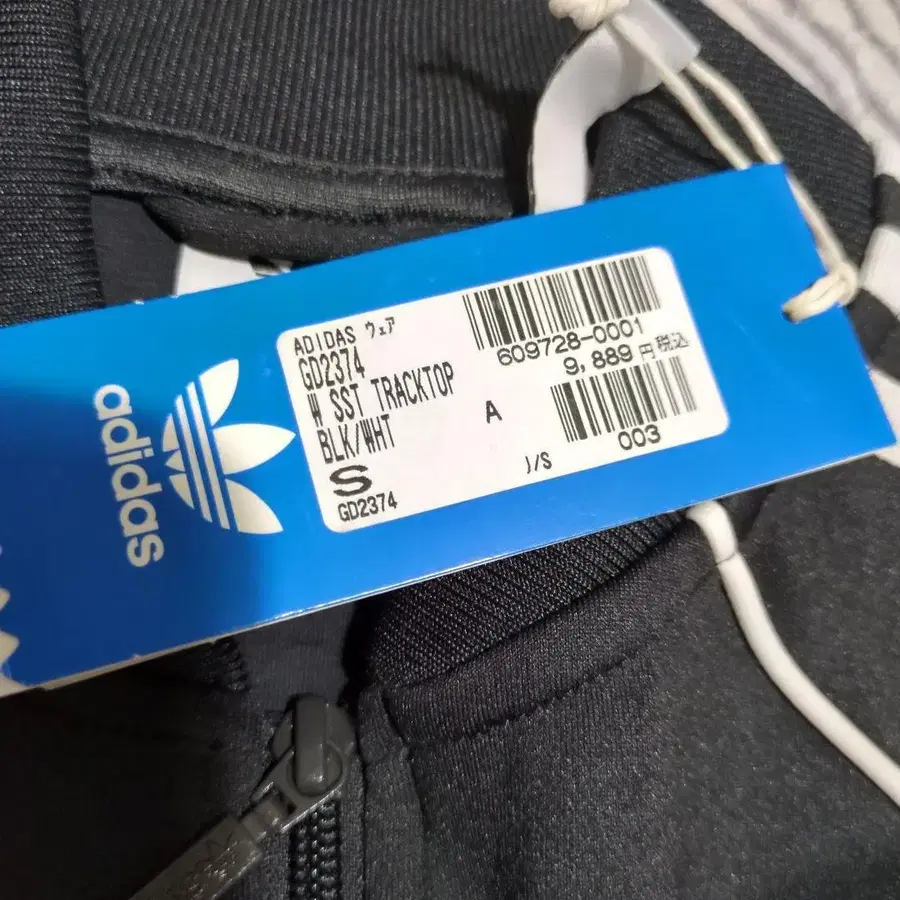 adidas
ADIDAS ウェア
GD2374
W SST TRACKTOP
BLK/WHT
S
GD2374
A
J/S
609728-0001
9,889 円税込
003